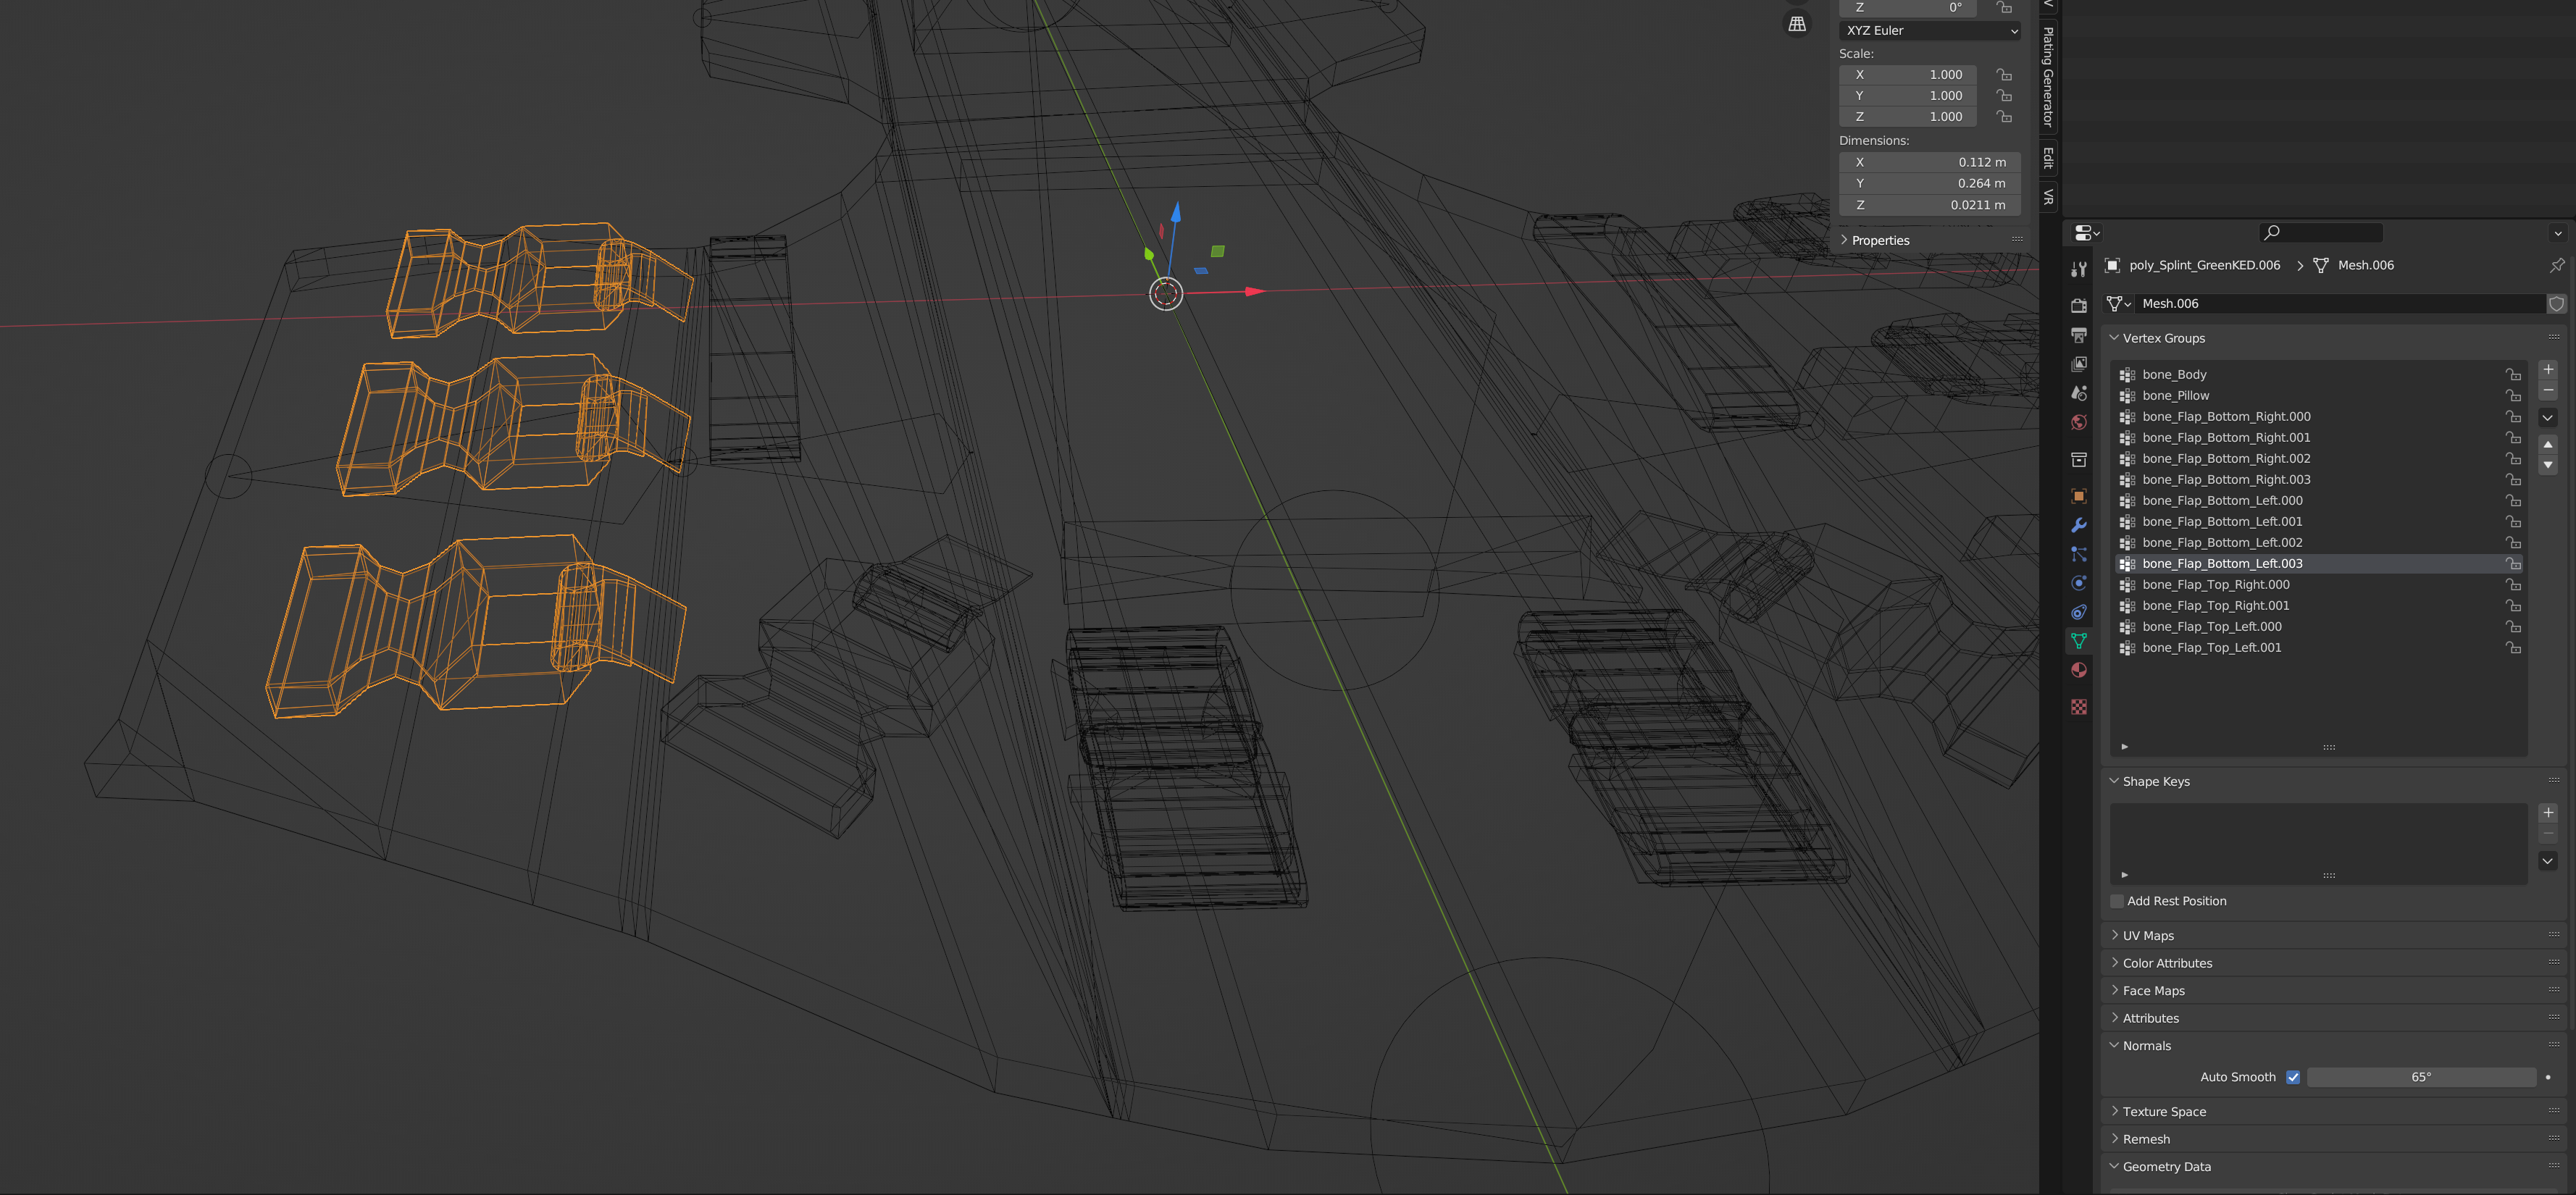 Z 0°
XYZ Euler
Scale:
X 1.000
Y 1.000
Z 1.000
Dimensions:
X 0.112 m
Y 0.264 m
Z 0.0211 m
Properties
Plating Generator
Edit
VR
poly_Splint_GreenKED.006 > Mesh.006
Mesh.006
Vertex Groups
bone_Body
bone_Pillow
bone_Flap_Bottom_Right.000
bone_Flap_Bottom_Right.001
bone_Flap_Bottom_Right.002
bone_Flap_Bottom_Right.003
bone_Flap_Bottom_Left.000
bone_Flap_Bottom_Left.001
bone_Flap_Bottom_Left.002
bone_Flap_Bottom_Left.003
bone_Flap_Top_Right.000
bone_Flap_Top_Right.001
bone_Flap_Top_Left.000
bone_Flap_Top_Left.001
Shape Keys
Add Rest Position
UV Maps
Color Attributes
Face Maps
Attributes
Normals
Auto Smooth 65°
Texture Space
Remesh
Geometry Data